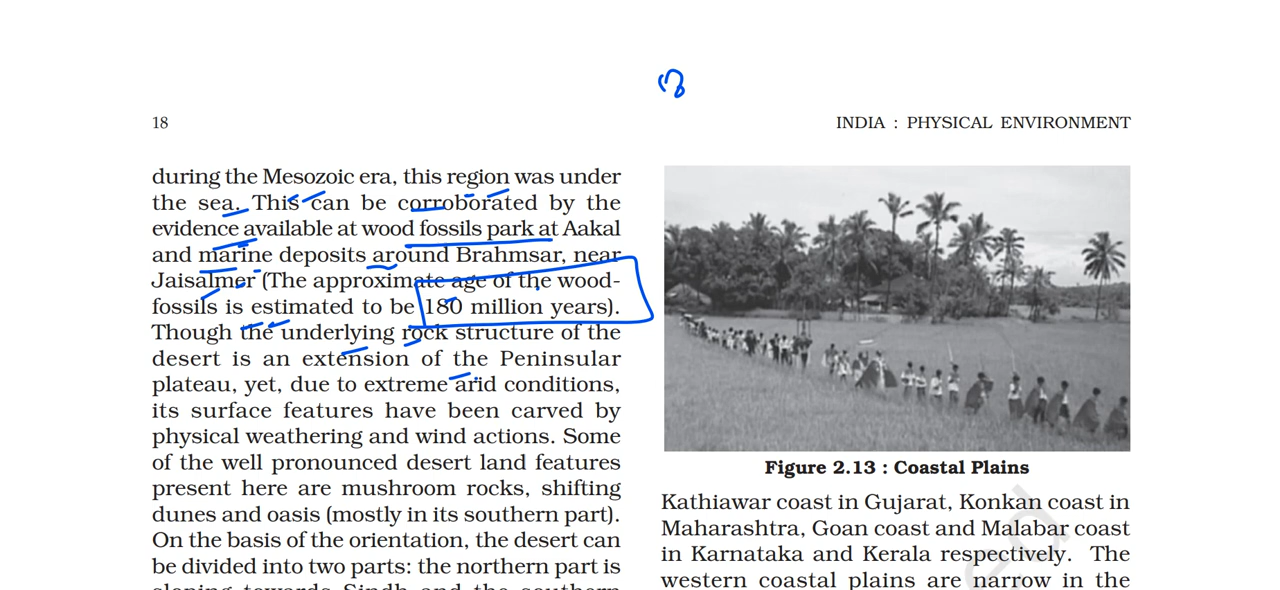 18
INDIA : PHYSICAL ENVIRONMENT
during the Mesozoic era, this region was under
the sea. This can be corroborated by the
evidence available at wood fossils park at Aakal
and marine deposits around Brahmsar, near
Jaisalmer (The approximate age of the wood-
fossils is estimated to be 180 million years).
Though the underlying rock structure of the
desert is an extension of the Peninsular
plateau, yet, due to extreme arid conditions,
its surface features have been carved by
physical weathering and wind actions. Some
of the well pronounced desert land features
present here are mushroom rocks, shifting
dunes and oasis (mostly in its southern part).
On the basis of the orientation, the desert can
be divided into two parts: the northern part is
sloping towards Sindh and the southern
Figure 2.13 : Coastal Plains
Kathiawar coast in Gujarat, Konkan coast in
Maharashtra, Goan coast and Malabar coast
in Karnataka and Kerala respectively. The
western coastal plains are narrow in the